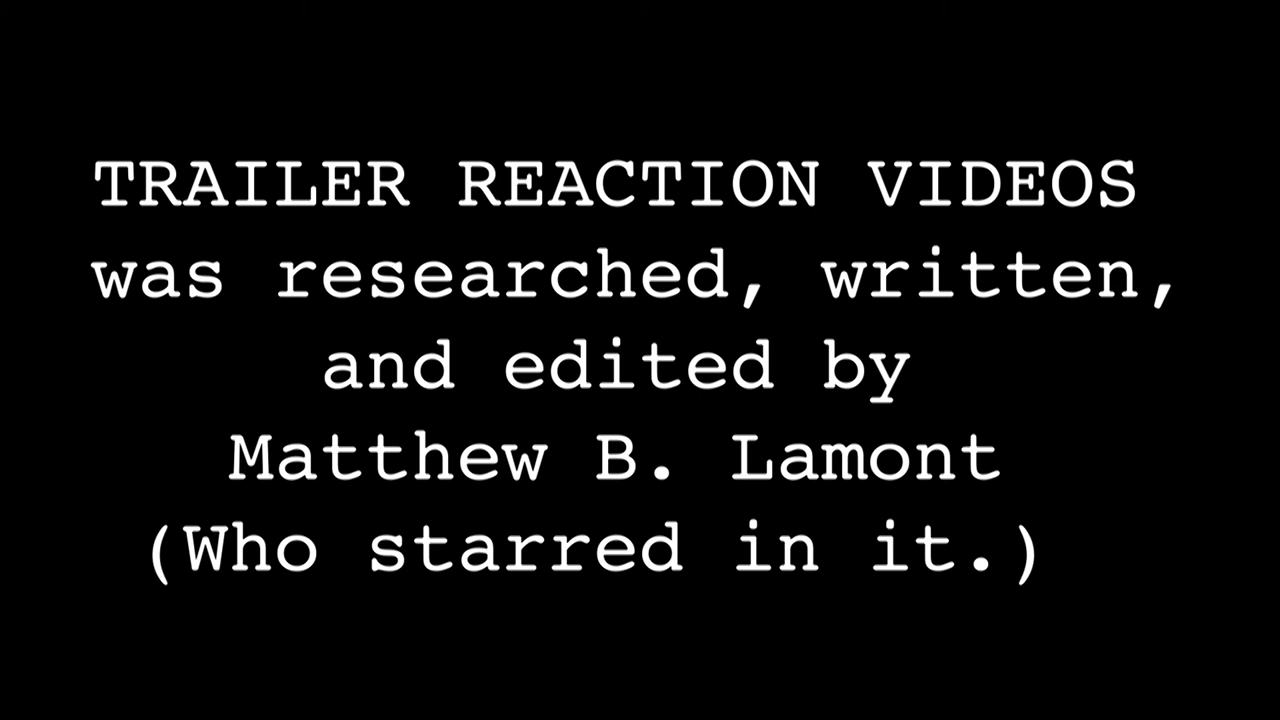 TRAILER REACTION VIDEOS
was researched, written,
and edited by
Matthew B. Lamont
(Who starred in it.)